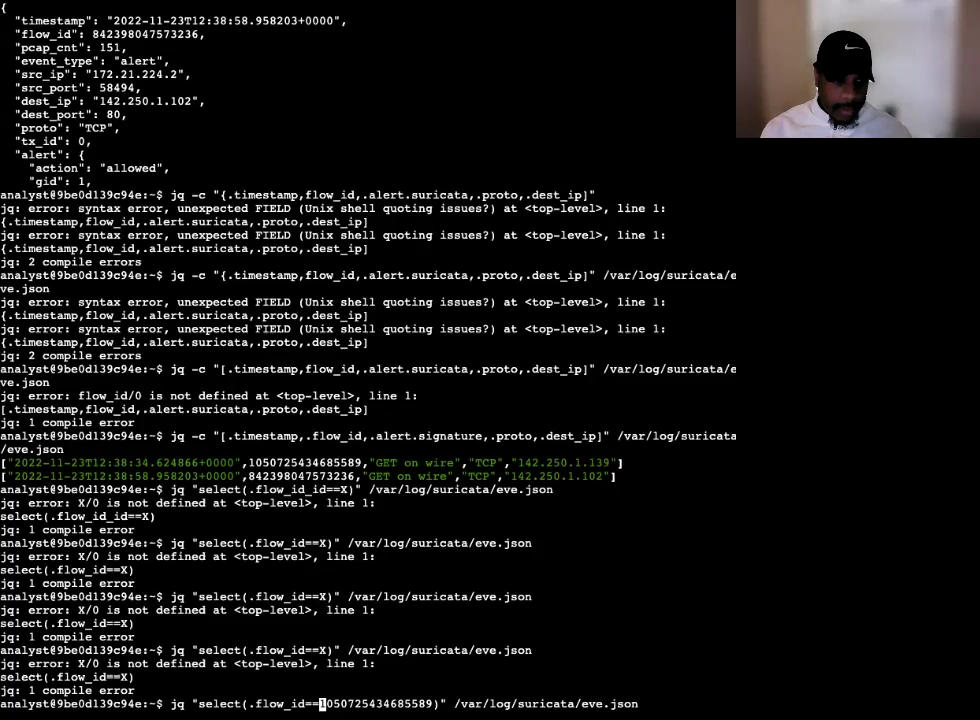 {
  "timestamp": "2022-11-23T12:38:58.958203+0000",
  "flow_id": 842398047573236,
  "pcap_cnt": 151,
  "event_type": "alert",
  "src_ip": "172.21.224.2",
  "src_port": 58494,
  "dest_ip": "142.250.1.102",
  "dest_port": 80,
  "proto": "TCP",
  "tx_id": 0,
  "alert": {
    "action": "allowed",
    "gid": 1,
analyst@9be0d139c94e:~$ jq -c "{.timestamp,flow_id,.alert.suricata,.proto,.dest_ip]"
jq: error: syntax error, unexpected FIELD (Unix shell quoting issues?) at <top-level>, line 1:
{.timestamp,flow_id,.alert.suricata,.proto,.dest_ip]
jq: error: syntax error, unexpected FIELD (Unix shell quoting issues?) at <top-level>, line 1:
{.timestamp,flow_id,.alert.suricata,.proto,.dest_ip]
jq: 2 compile errors
analyst@9be0d139c94e:~$ jq -c "{.timestamp,flow_id,.alert.suricata,.proto,.dest_ip]" /var/log/suricata/e
ve.json
jq: error: syntax error, unexpected FIELD (Unix shell quoting issues?) at <top-level>, line 1:
{.timestamp,flow_id,.alert.suricata,.proto,.dest_ip]
jq: error: syntax error, unexpected FIELD (Unix shell quoting issues?) at <top-level>, line 1:
{.timestamp,flow_id,.alert.suricata,.proto,.dest_ip]
jq: 2 compile errors
analyst@9be0d139c94e:~$ jq -c "[.timestamp,flow_id,.alert.suricata,.proto,.dest_ip]" /var/log/suricata/e
ve.json
jq: error: flow_id/0 is not defined at <top-level>, line 1:
[.timestamp,flow_id,.alert.suricata,.proto,.dest_ip]
jq: 1 compile error
analyst@9be0d139c94e:~$ jq -c "[.timestamp,.flow_id,.alert.signature,.proto,.dest_ip]" /var/log/suricata
/eve.json
["2022-11-23T12:38:34.624866+0000",1050725434685589,"GET on wire","TCP","142.250.1.139"]
["2022-11-23T12:38:58.958203+0000",842398047573236,"GET on wire","TCP","142.250.1.102"]
analyst@9be0d139c94e:~$ jq "select(.flow_id_id==X)" /var/log/suricata/eve.json
jq: error: X/0 is not defined at <top-level>, line 1:
select(.flow_id_id==X)
jq: 1 compile error
analyst@9be0d139c94e:~$ jq "select(.flow_id==X)" /var/log/suricata/eve.json
jq: error: X/0 is not defined at <top-level>, line 1:
select(.flow_id==X)
jq: 1 compile error
analyst@9be0d139c94e:~$ jq "select(.flow_id==X)" /var/log/suricata/eve.json
jq: error: X/0 is not defined at <top-level>, line 1:
select(.flow_id==X)
jq: 1 compile error
analyst@9be0d139c94e:~$ jq "select(.flow_id==X)" /var/log/suricata/eve.json
jq: error: X/0 is not defined at <top-level>, line 1:
select(.flow_id==X)
jq: 1 compile error
analyst@9be0d139c94e:~$ jq "select(.flow_id==1050725434685589)" /var/log/suricata/eve.json